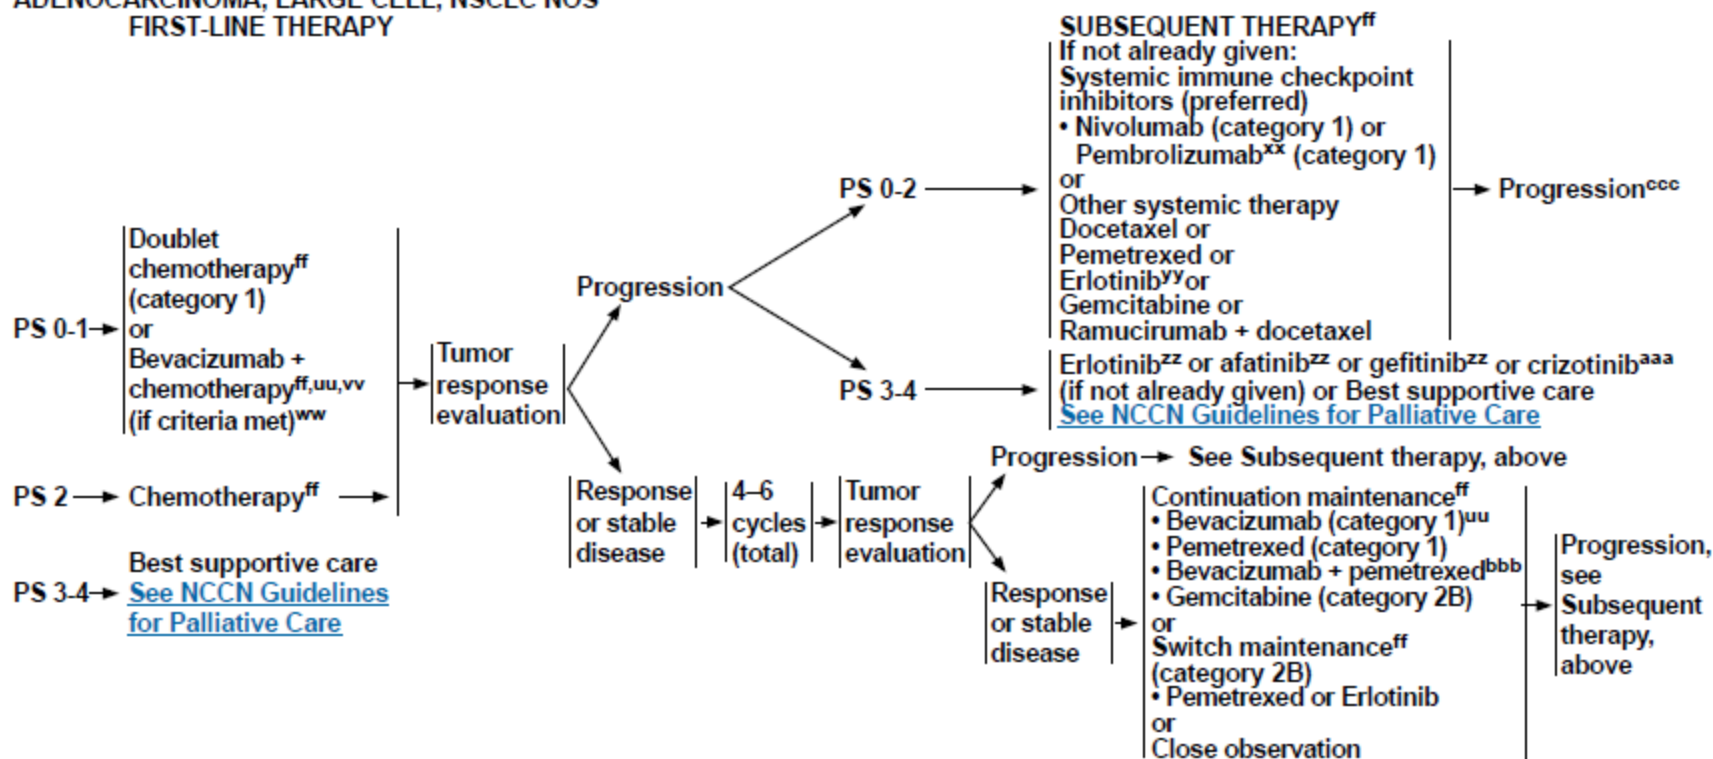 ADENOCARCINOMA, LARGE CELL, NSCLC NOS
FIRST-LINE THERAPY
PS 0-1
Doublet
chemotherapyff
(category 1)
or
Bevacizumab +
chemotherapyff,uu,vv
(if criteria met)ww
PS 2
Chemotherapyff
PS 3-4
Best supportive care
See NCCN Guidelines
for Palliative Care
Tumor
response
evaluation
Progression
PS 0-2
SUBSEQUENT THERAPYff
If not already given:
Systemic immune checkpoint
inhibitors (preferred)
• Nivolumab (category 1) or
Pembrolizumabxx (category 1)
or
Other systemic therapy
Docetaxel or
Pemetrexed or
Erlotinibyy or
Gemcitabine or
Ramucirumab + docetaxel
Progressionccc
PS 3-4
Erlotinibzz or afatinibzz or gefitinibzz or crizotinibaaa
(if not already given) or Best supportive care
See NCCN Guidelines for Palliative Care
Response
or stable
disease
4–6
cycles
(total)
Tumor
response
evaluation
Progression
See Subsequent therapy, above
Response
or stable
disease
Continuation maintenanceff
• Bevacizumab (category 1)uu
• Pemetrexed (category 1)
• Bevacizumab + pemetrexedbbb
• Gemcitabine (category 2B)
or
Switch maintenanceff
(category 2B)
• Pemetrexed or Erlotinib
or
Close observation
Progression,
see
Subsequent
therapy,
above